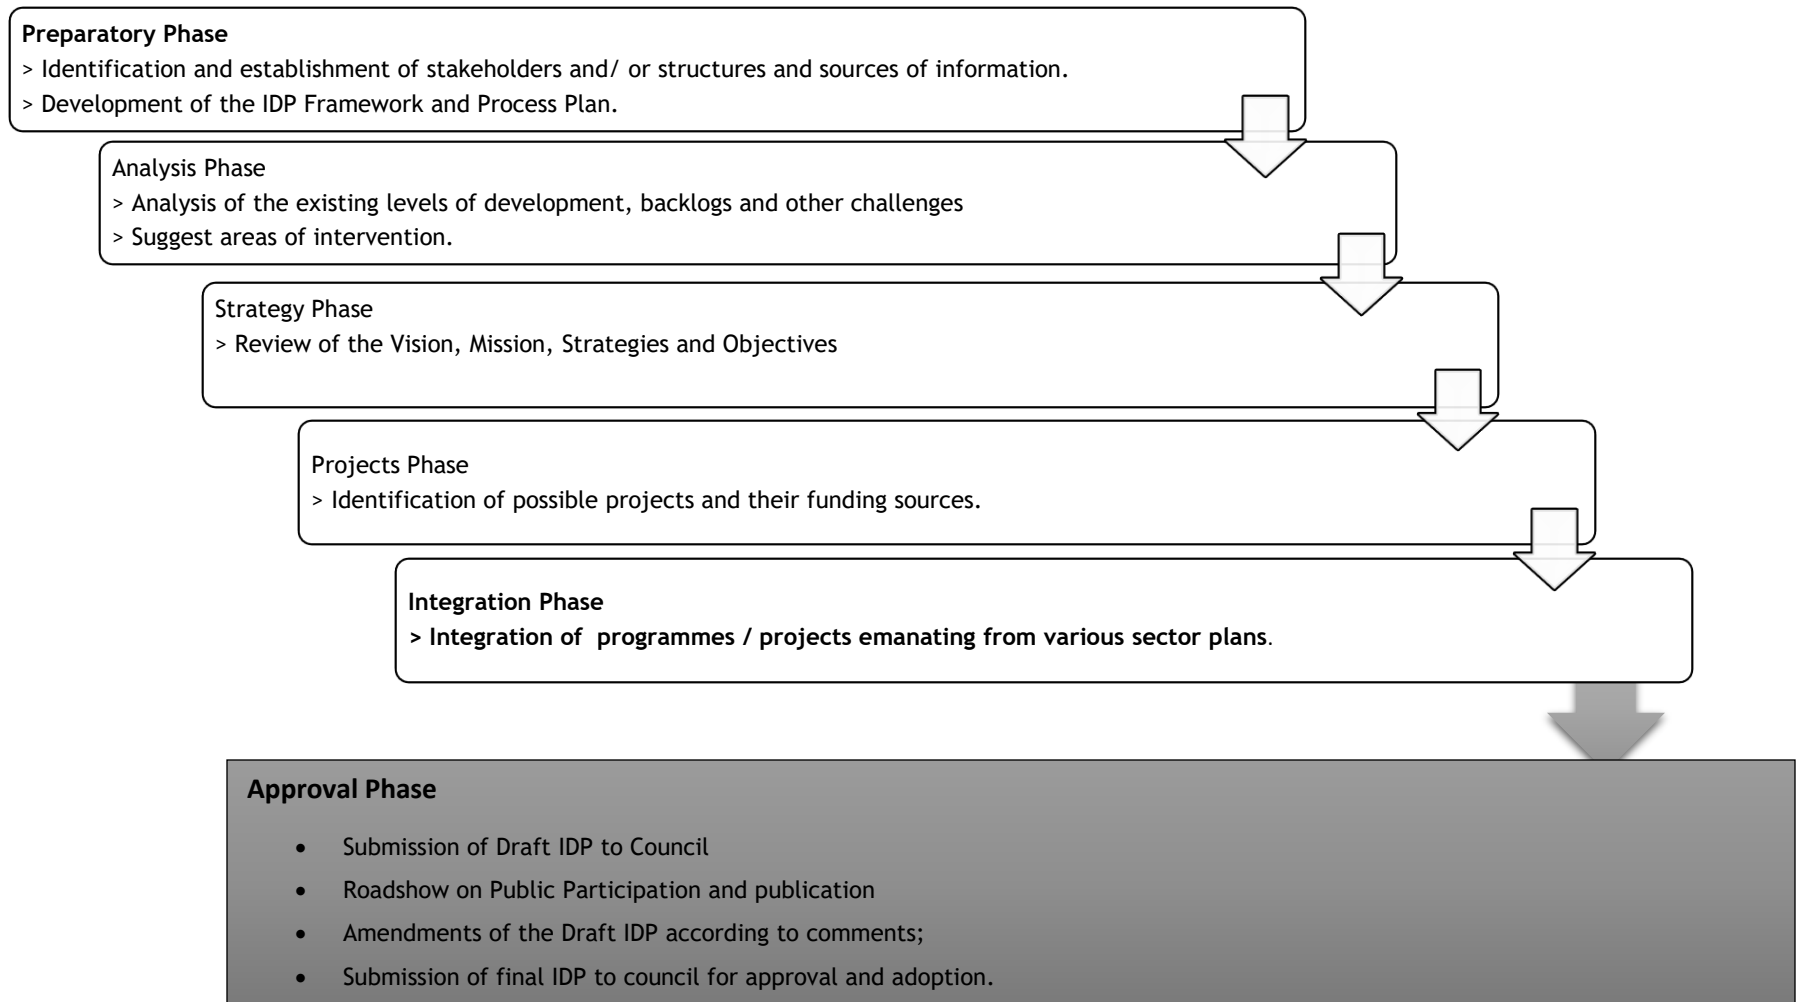 Preparatory Phase
> Identification and establishment of stakeholders and/ or structures and sources of information.
> Development of the IDP Framework and Process Plan.
Analysis Phase
> Analysis of the existing levels of development, backlogs and other challenges
> Suggest areas of intervention.
Strategy Phase
> Review of the Vision, Mission, Strategies and Objectives
Projects Phase
> Identification of possible projects and their funding sources.
Integration Phase
> Integration of  programmes / projects emanating from various sector plans.
Approval Phase
• Submission of Draft IDP to Council
• Roadshow on Public Participation and publication
• Amendments of the Draft IDP according to comments;
• Submission of final IDP to council for approval and adoption.